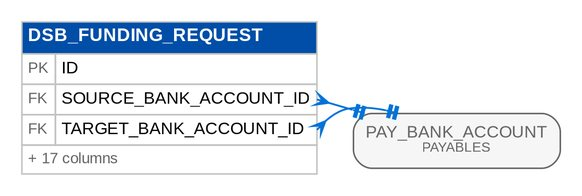 DSB_FUNDING_REQUEST
PK ID
FK SOURCE_BANK_ACCOUNT_ID
FK TARGET_BANK_ACCOUNT_ID
+ 17 columns
PAY_BANK_ACCOUNT
PAYABLES